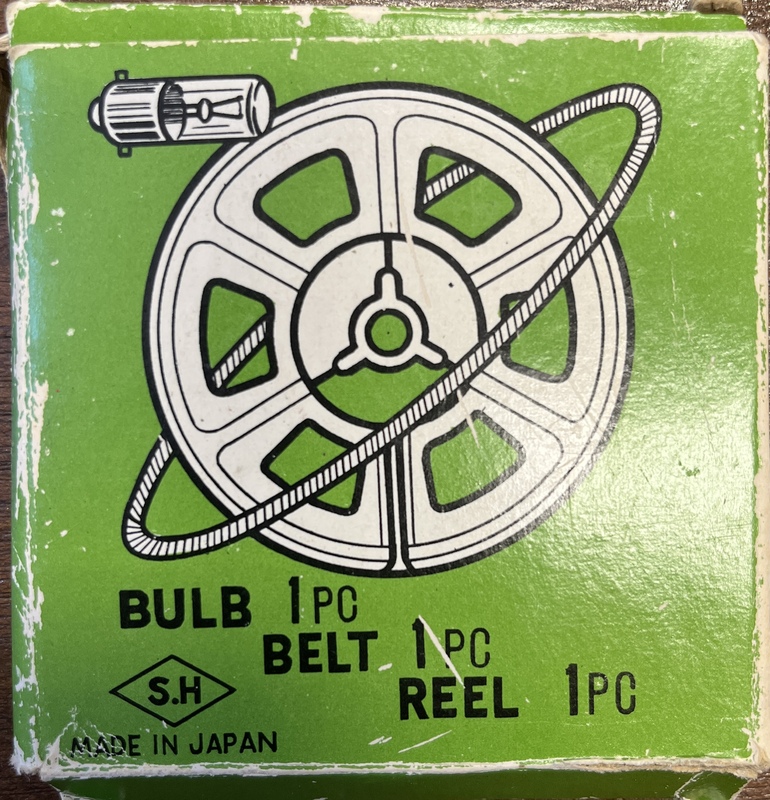 BULB 1PC
BELT 1PC
REEL 1PC
S.H
MADE IN JAPAN